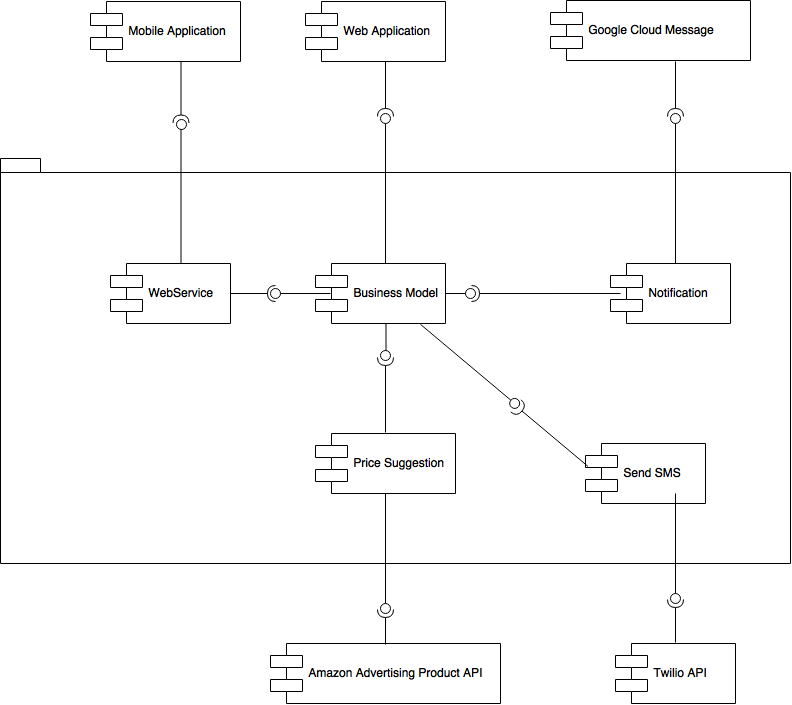 Mobile Application
Web Application
Google Cloud Message
WebService
Business Model
Notification
Price Suggestion
Send SMS
Amazon Advertising Product API
Twilio API